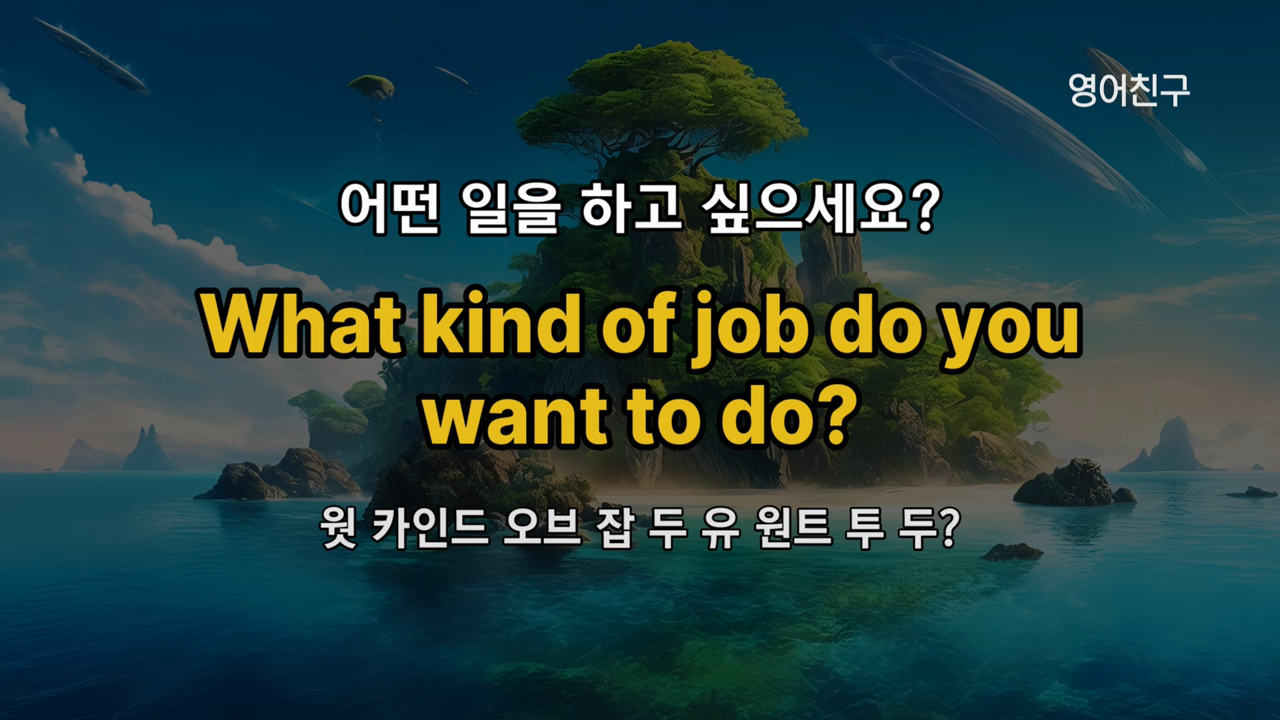 영어친구
어떤 일을 하고 싶으세요?
What kind of job do you
want to do?
웟 카인드 오브 잡 두 유 원트 투 두?